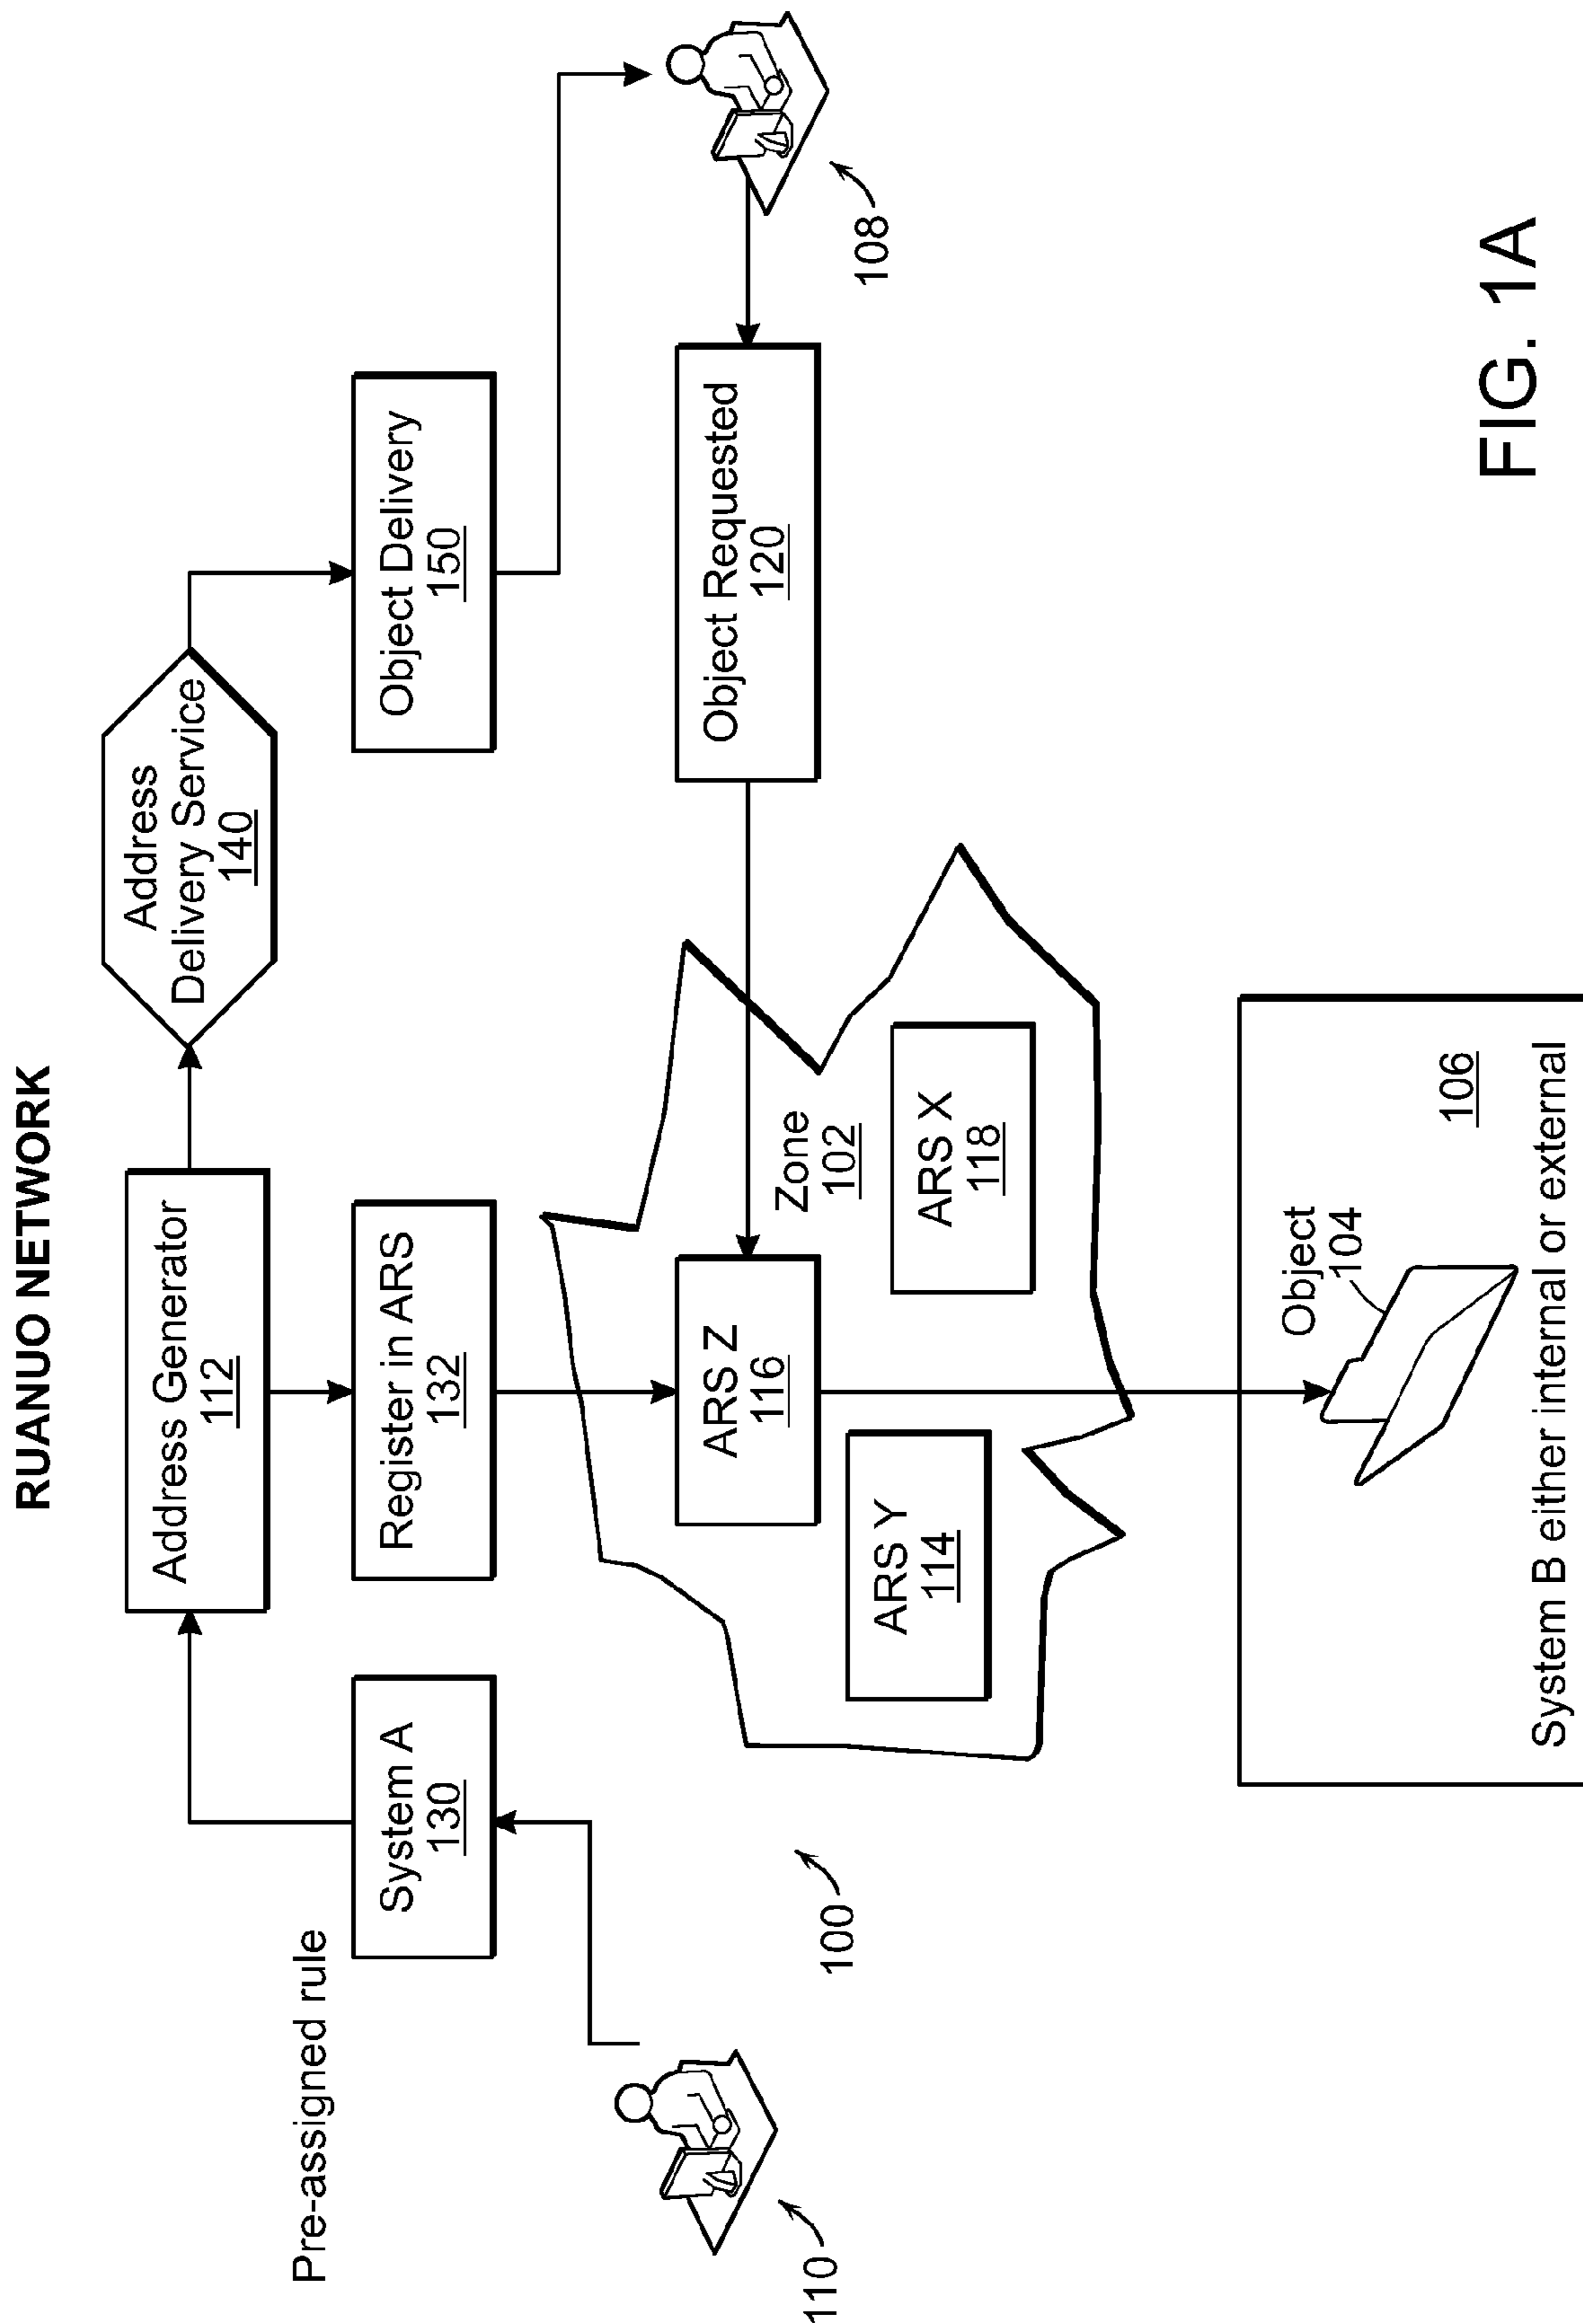 RUANUO NETWORK
Pre-assigned rule
System A
130
Address Generator
112
Address
Delivery Service
140
Register in ARS
132
Object Delivery
150
110
100
ARS Z
116
Zone
102
ARS Y
114
ARS X
118
Object Requested
120
108
Object
104
106
System B either internal or external
FIG. 1A